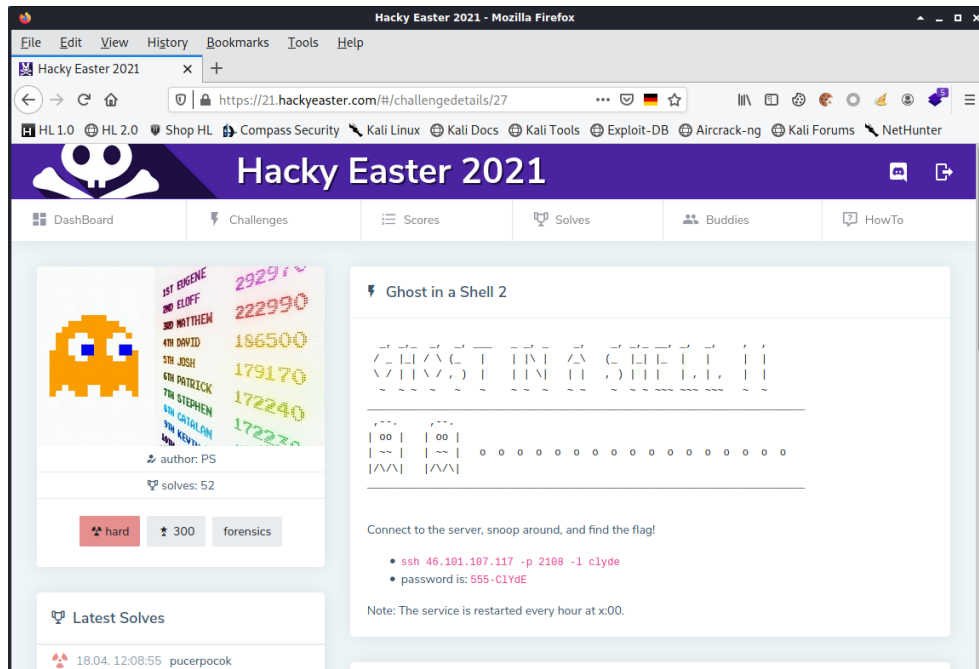 Hacky Easter 2021 - Mozilla Firefox
File Edit View History Bookmarks Tools Help
Hacky Easter 2021
https://21.hackyeaster.com/#/challengedetails/27
5
HL 1.0 HL 2.0 Shop HL Compass Security Kali Linux Kali Docs Kali Tools Exploit-DB Aircrack-ng Kali Forums NetHunter
Hacky Easter 2021
DashBoard Challenges Scores Solves Buddies HowTo
1ST EUGENE 292970
2ND ELOFF 222990
3RD MATTHEW 186500
4TH DAVID 179170
5TH JOSH 172240
6TH PATRICK
7TH STEPHEN
8TH CATALAN
9TH
author: PS
solves: 52
hard 300 forensics
Latest Solves
18.04. 12:08:55 pucerpocok
Ghost in a Shell 2
Connect to the server, snoop around, and find the flag!
ssh 46.101.107.117 -p 2108 -l clyde
password is: 555-ClYdE
Note: The service is restarted every hour at x:00.